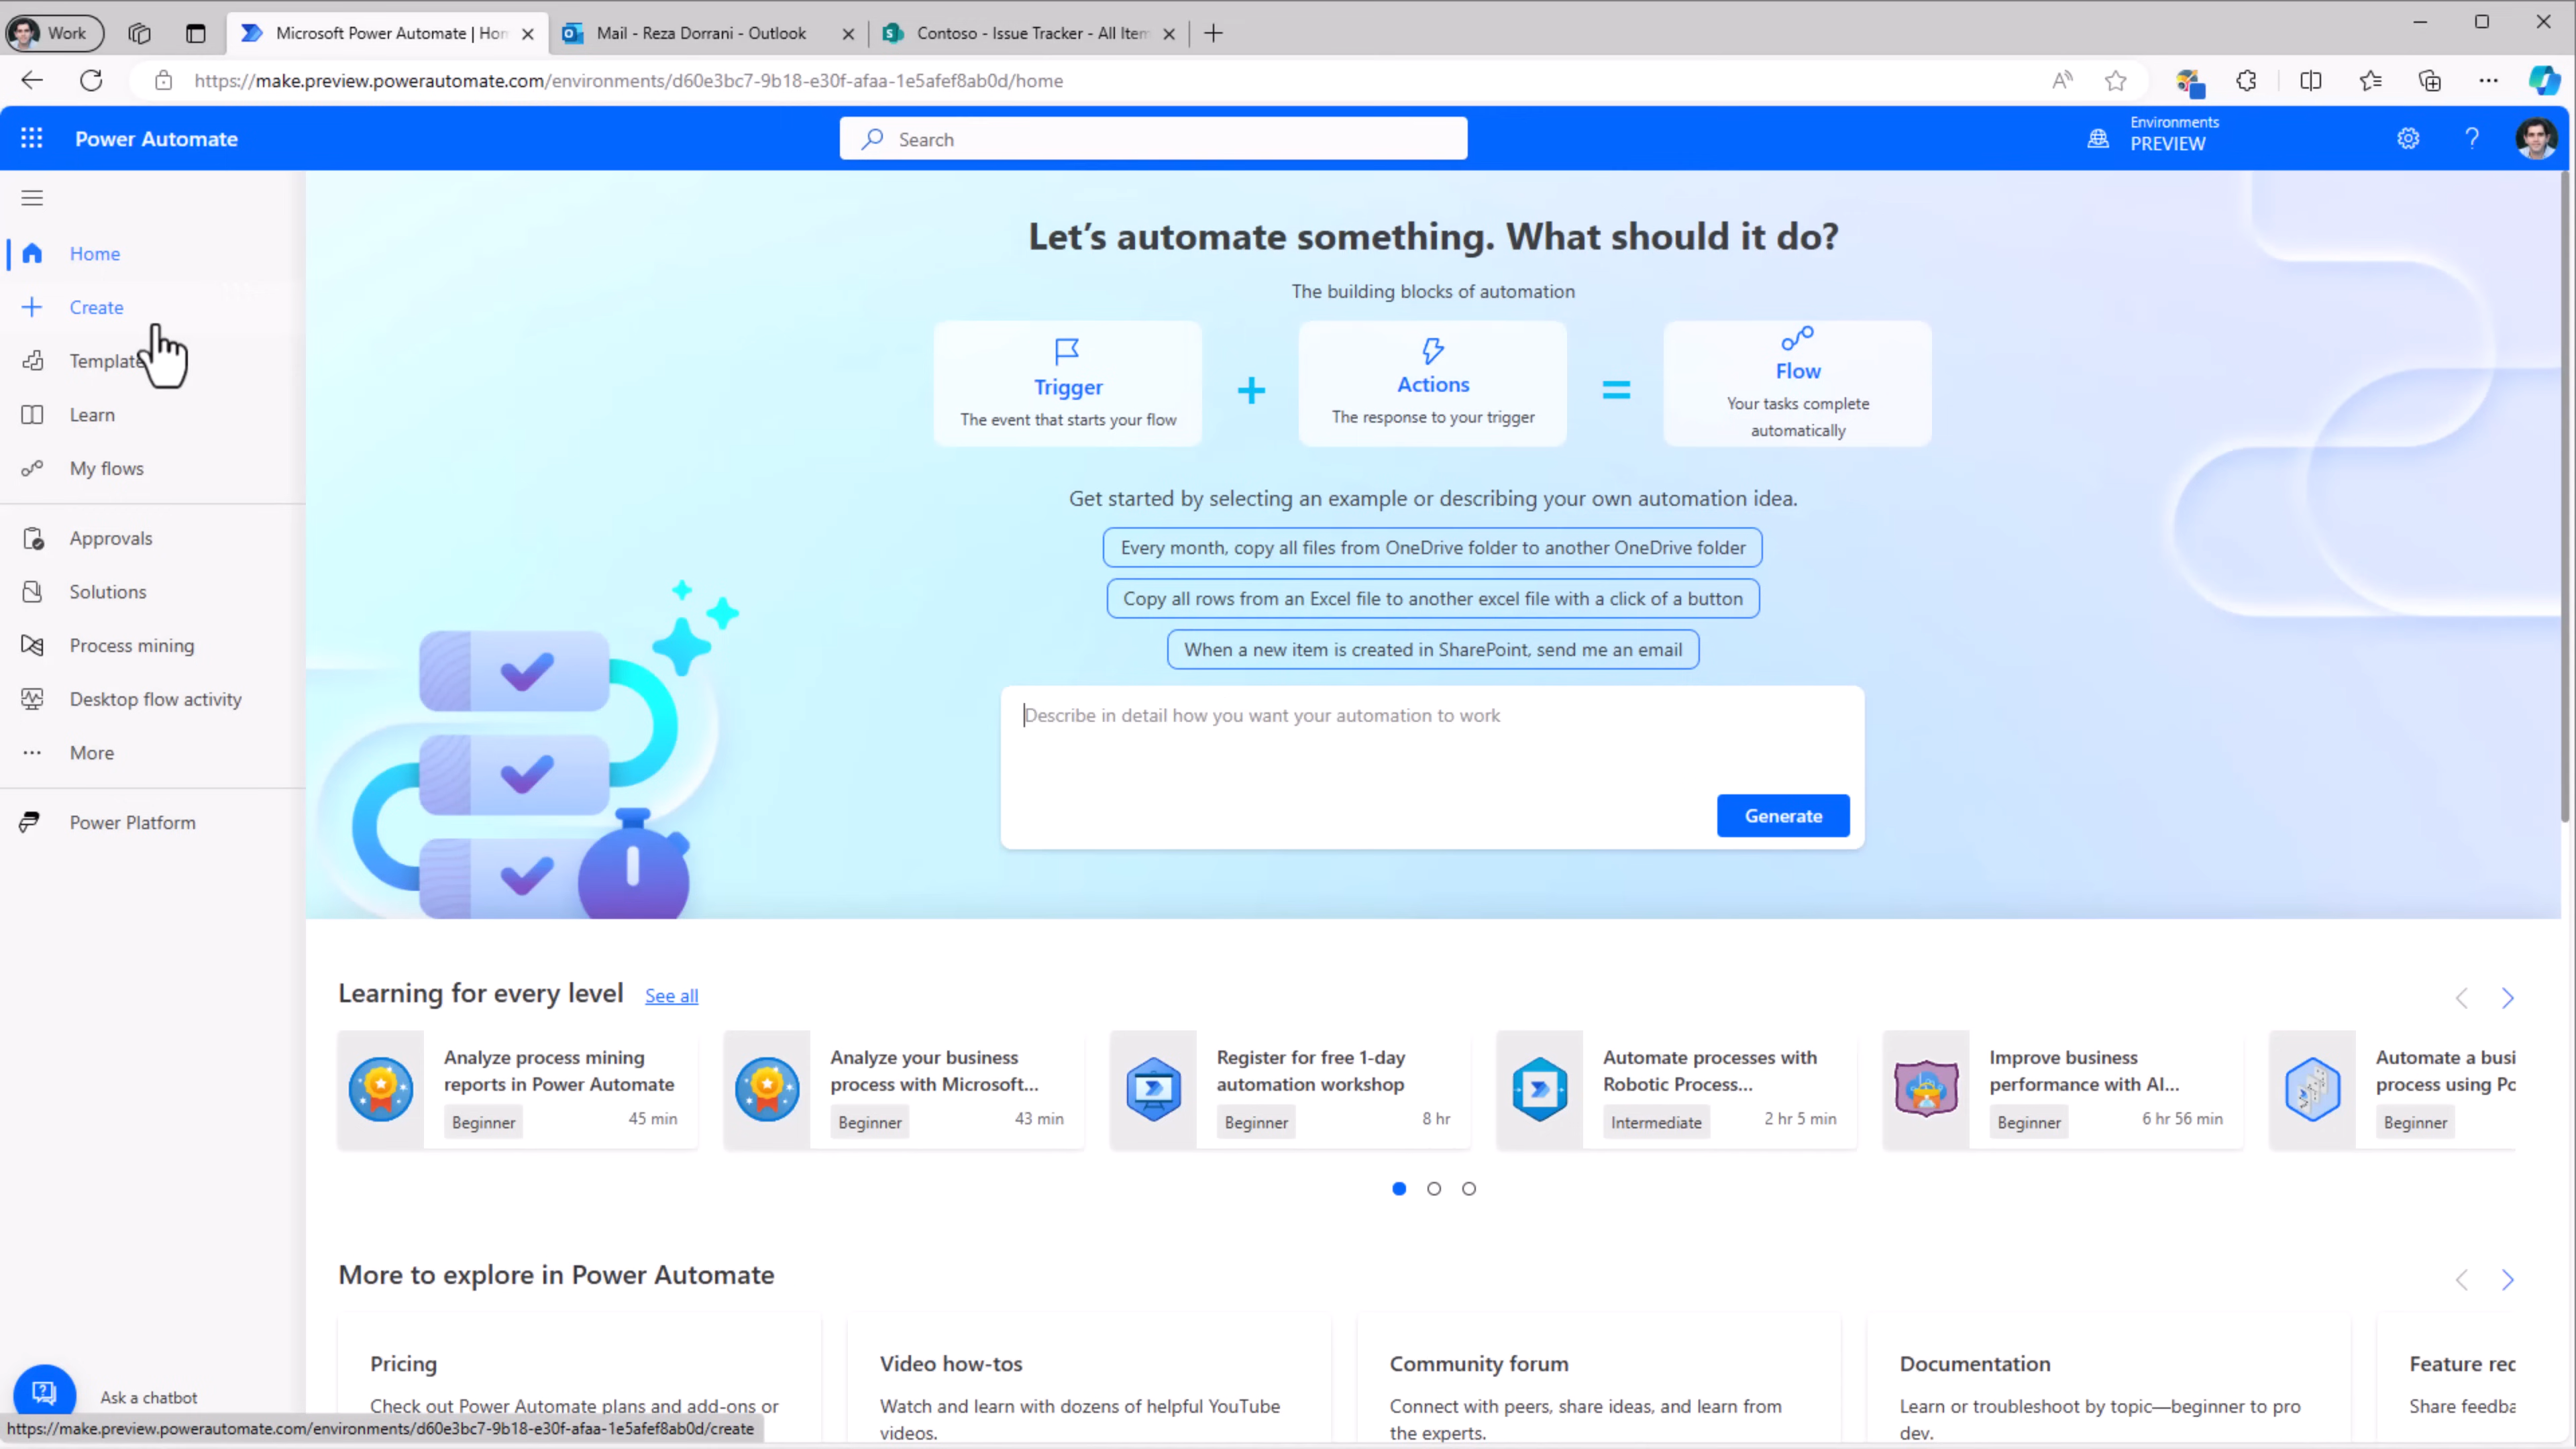 Work
Microsoft Power Automate | Hon
Mail - Reza Dorrani - Outlook
Contoso - Issue Tracker - All Item
https://make.preview.powerautomate.com/environments/d60e3bc7-9b18-e30f-afaa-1e5afef8ab0d/home
Power Automate
Search
Environments
PREVIEW
Home
Create
Template
Learn
My flows
Approvals
Solutions
Process mining
Desktop flow activity
More
Power Platform
Ask a chatbot
Let's automate something. What should it do?
The building blocks of automation
Trigger
The event that starts your flow
+
Actions
The response to your trigger
=
Flow
Your tasks complete
automatically
Get started by selecting an example or describing your own automation idea.
Every month, copy all files from OneDrive folder to another OneDrive folder
Copy all rows from an Excel file to another excel file with a click of a button
When a new item is created in SharePoint, send me an email
Describe in detail how you want your automation to work
Generate
Learning for every level See all
Analyze process mining
reports in Power Automate
Beginner 45 min
Analyze your business
process with Microsoft...
Beginner 43 min
Register for free 1-day
automation workshop
Beginner 8 hr
Automate processes with
Robotic Process...
Intermediate 2 hr 5 min
Improve business
performance with AI...
Beginner 6 hr 56 min
Automate a busi
process using Pc
Beginner
More to explore in Power Automate
Pricing
Check out Power Automate plans and add-ons or
Video how-tos
Watch and learn with dozens of helpful YouTube
videos.
Community forum
Connect with peers, share ideas, and learn from
the experts.
Documentation
Learn or troubleshoot by topic—beginner to pro
dev.
Feature rec
Share feedba
https://make.preview.powerautomate.com/environments/d60e3bc7-9b18-e30f-afaa-1e5afef8ab0d/create